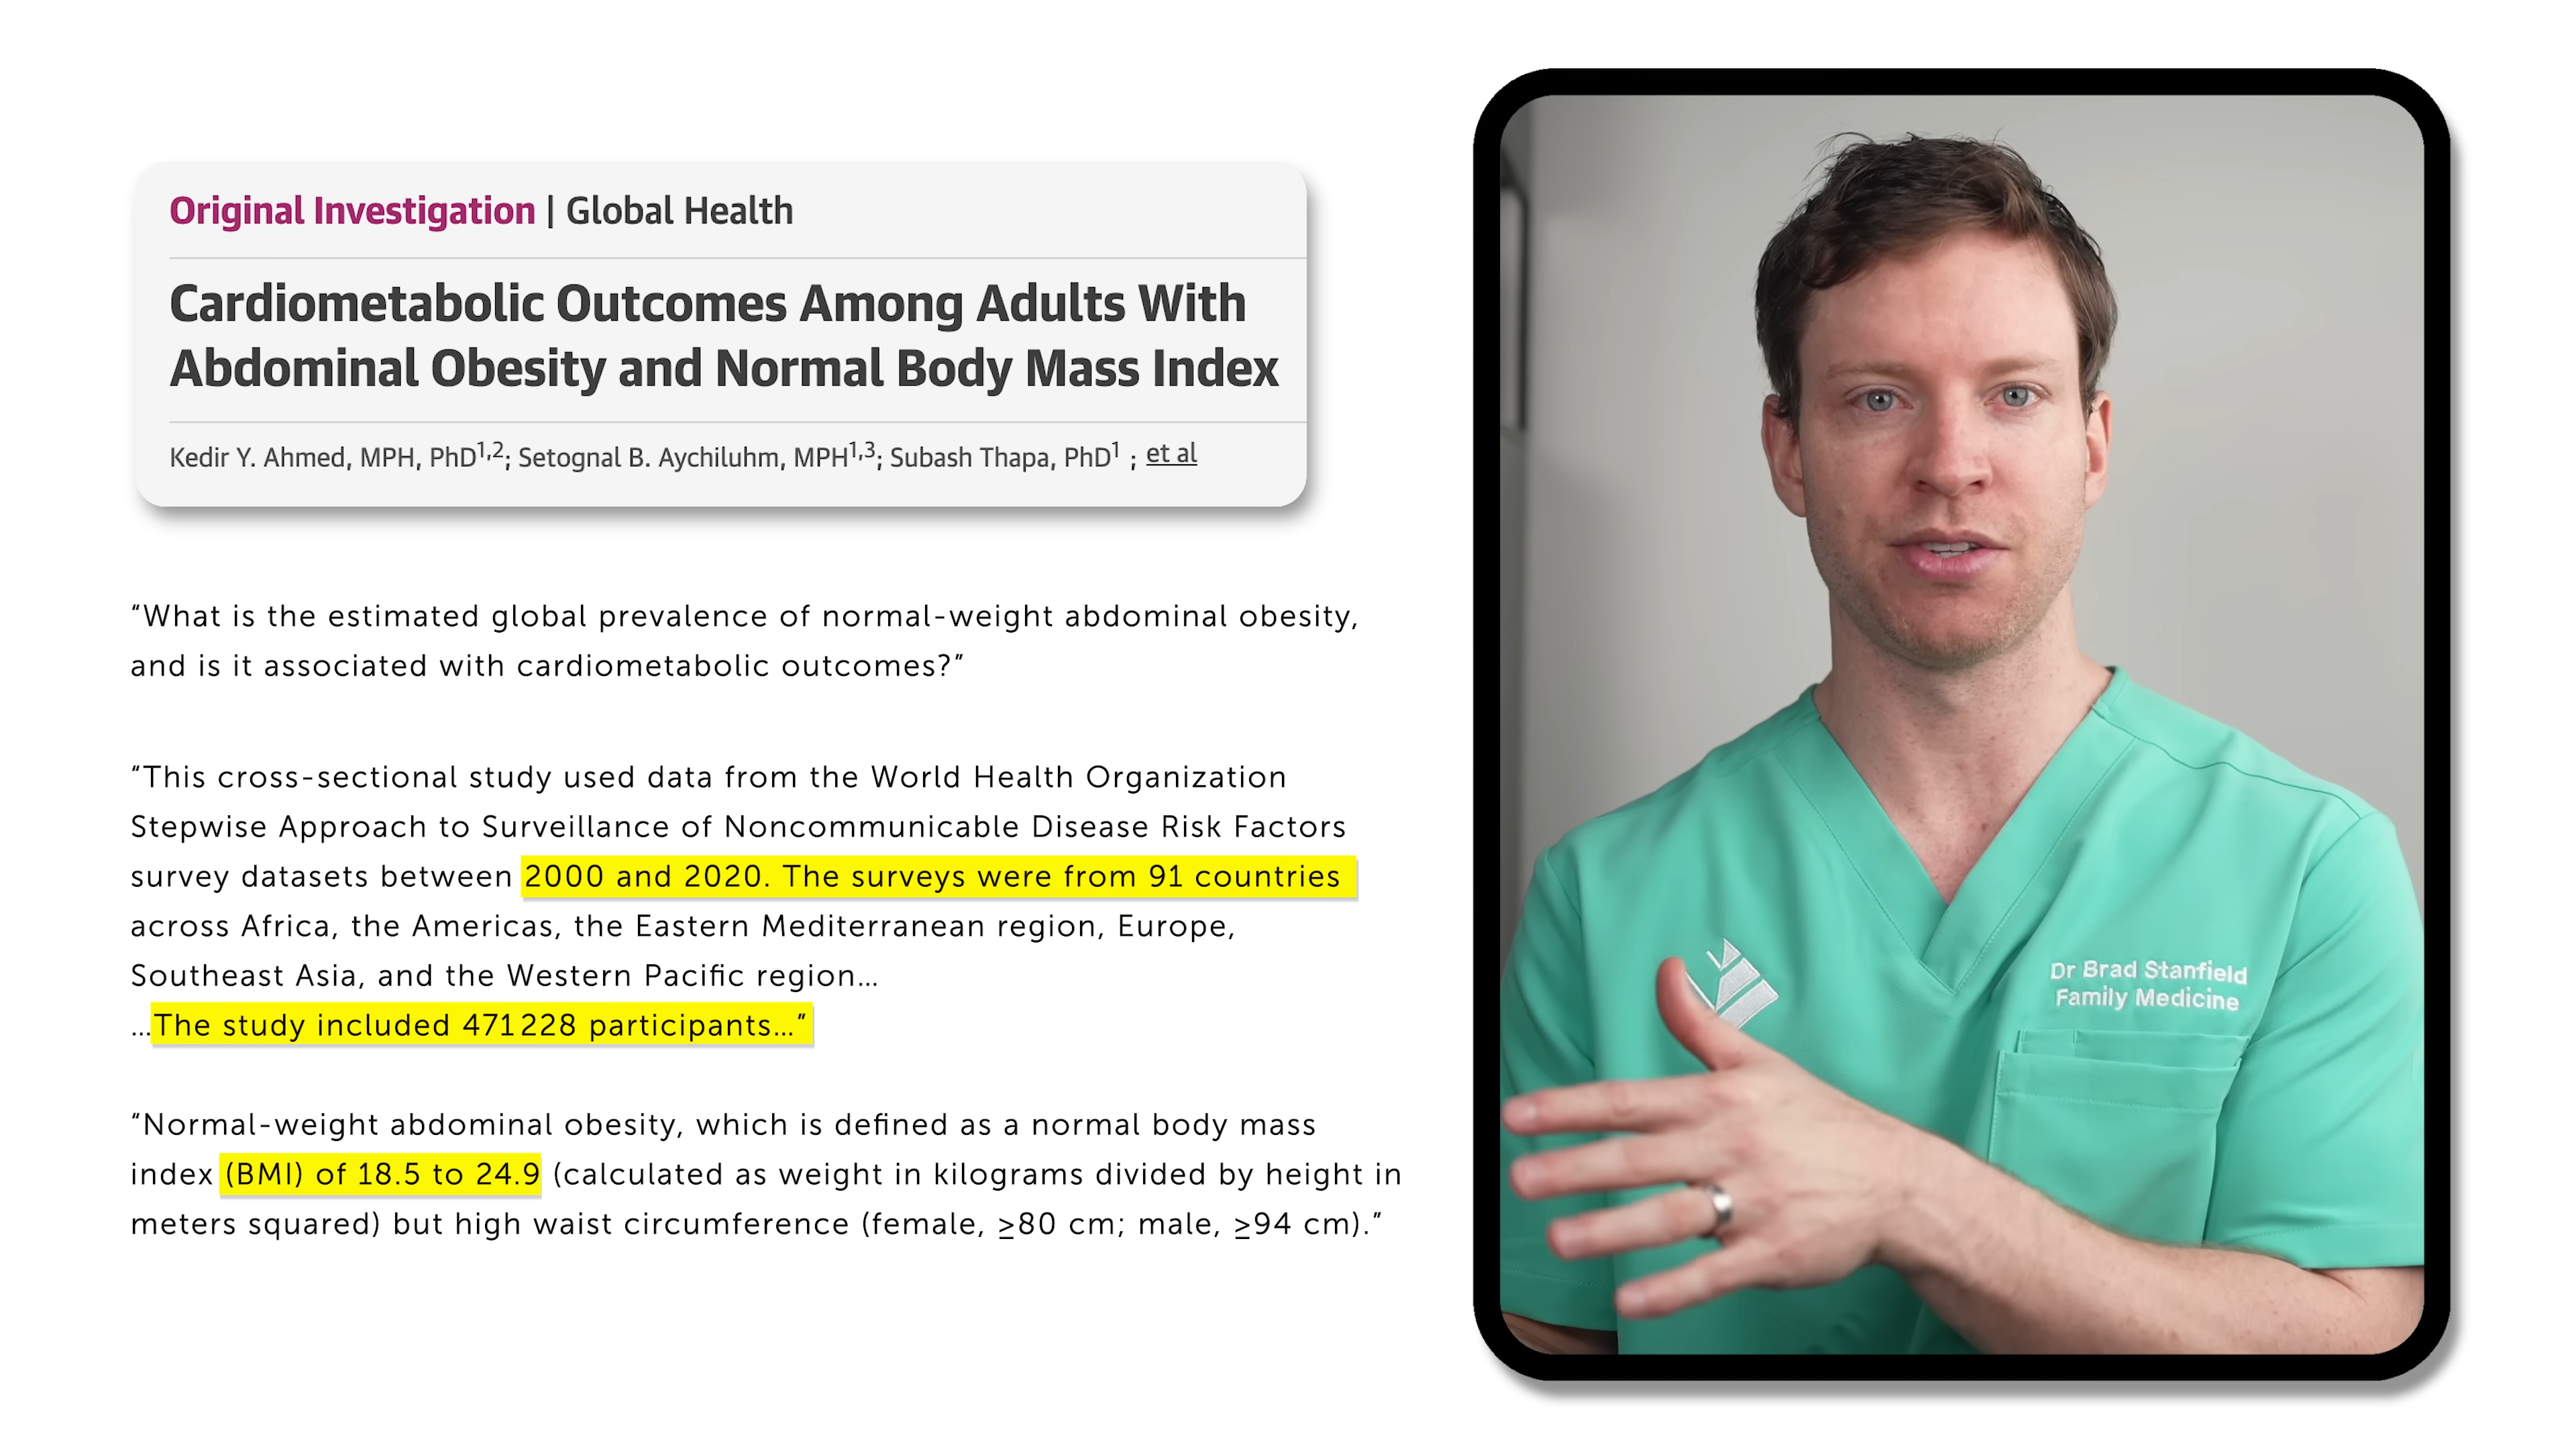 Original Investigation | Global Health
Cardiometabolic Outcomes Among Adults With
Abdominal Obesity and Normal Body Mass Index
Kedir Y. Ahmed, MPH, PhD1,2; Setognal B. Aychiluhm, MPH1,3; Subash Thapa, PhD1 ; et al
“What is the estimated global prevalence of normal-weight abdominal obesity,
and is it associated with cardiometabolic outcomes?”
“This cross-sectional study used data from the World Health Organization
Stepwise Approach to Surveillance of Noncommunicable Disease Risk Factors
survey datasets between 2000 and 2020. The surveys were from 91 countries
across Africa, the Americas, the Eastern Mediterranean region, Europe,
Southeast Asia, and the Western Pacific region...
...The study included 471 228 participants...”
“Normal-weight abdominal obesity, which is defined as a normal body mass
index (BMI) of 18.5 to 24.9 (calculated as weight in kilograms divided by height in
meters squared) but high waist circumference (female, ≥80 cm; male, ≥94 cm).”
Dr Brad Stanfield
Family Medicine